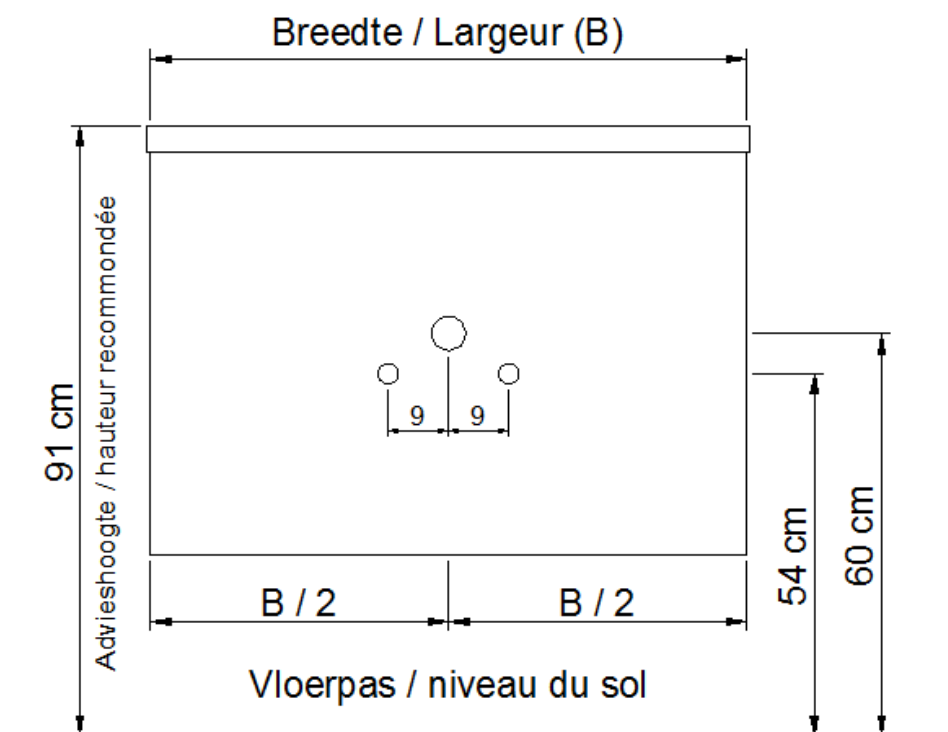 Breedte / Largeur (B)
91 cm
Advieshoogte / hauteur recommondée
9
9
54 cm
60 cm
B / 2
B / 2
Vloerpas / niveau du sol